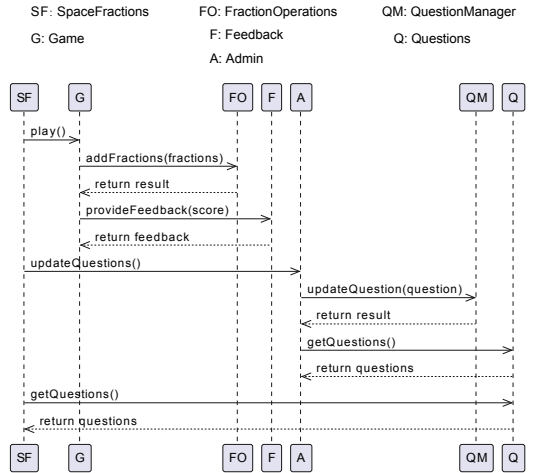 SF: SpaceFractions FO: FractionOperations QM: QuestionManager
G: Game F: Feedback Q: Questions
A: Admin
SF G FO F A QM Q
play()
addFractions(fractions)
return result
provideFeedback(score)
return feedback
updateQuestions()
updateQuestion(question)
return result
getQuestions()
return questions
getQuestions()
return questions
SF G FO F A QM Q